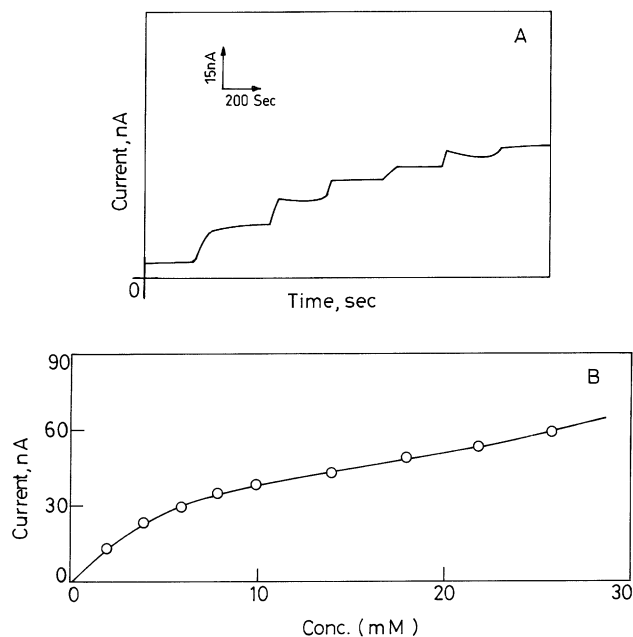 A
15nA
200 Sec
Current, nA
0
Time, sec
B
90
60
30
0
Current, nA
0
10
20
30
Conc. (mM)